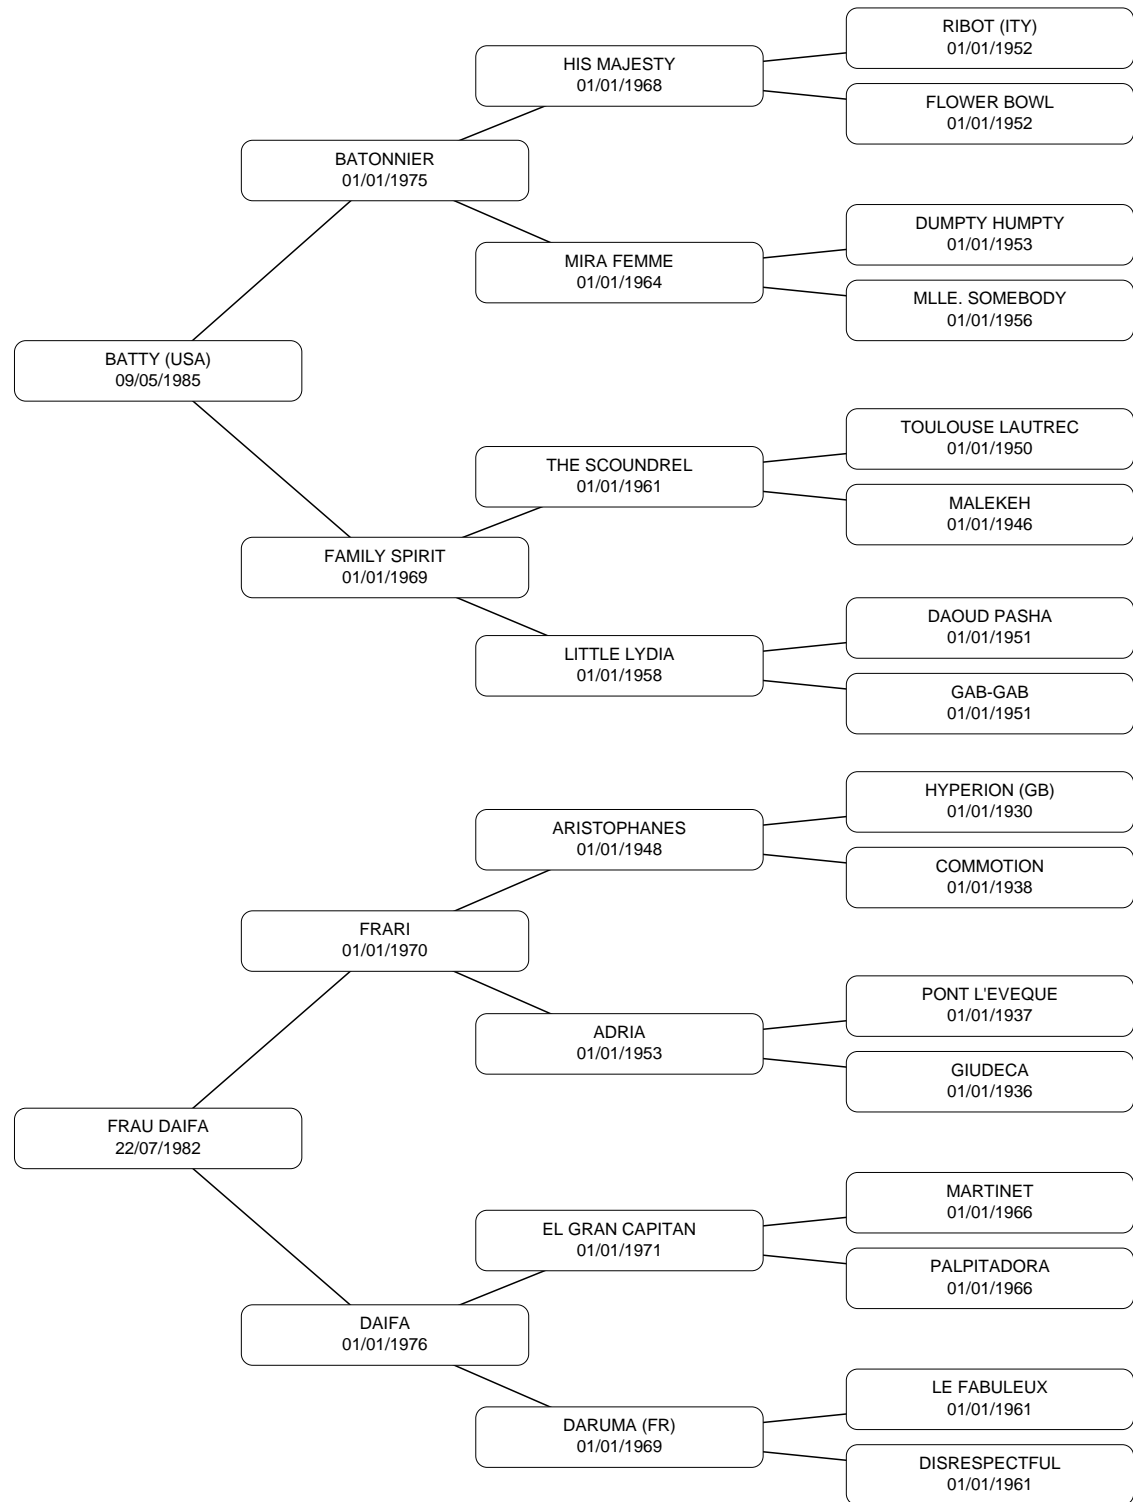 RIBOT (ITY)
01/01/1952
HIS MAJESTY
01/01/1968
FLOWER BOWL
01/01/1952
BATONNIER
01/01/1975
DUMPTY HUMPTY
01/01/1953
MIRA FEMME
01/01/1964
MLLE. SOMEBODY
01/01/1956
BATTY (USA)
09/05/1985
TOULOUSE LAUTREC
01/01/1950
THE SCOUNDREL
01/01/1961
MALEKEH
01/01/1946
FAMILY SPIRIT
01/01/1969
DAOUD PASHA
01/01/1951
LITTLE LYDIA
01/01/1958
GAB-GAB
01/01/1951
HYPERION (GB)
01/01/1930
ARISTOPHANES
01/01/1948
COMMOTION
01/01/1938
FRARI
01/01/1970
PONT L'EVEQUE
01/01/1937
ADRIA
01/01/1953
GIUDECA
01/01/1936
FRAU DAIFA
22/07/1982
MARTINET
01/01/1966
EL GRAN CAPITAN
01/01/1971
PALPITADORA
01/01/1966
DAIFA
01/01/1976
LE FABULEUX
01/01/1961
DARUMA (FR)
01/01/1969
DISRESPECTFUL
01/01/1961